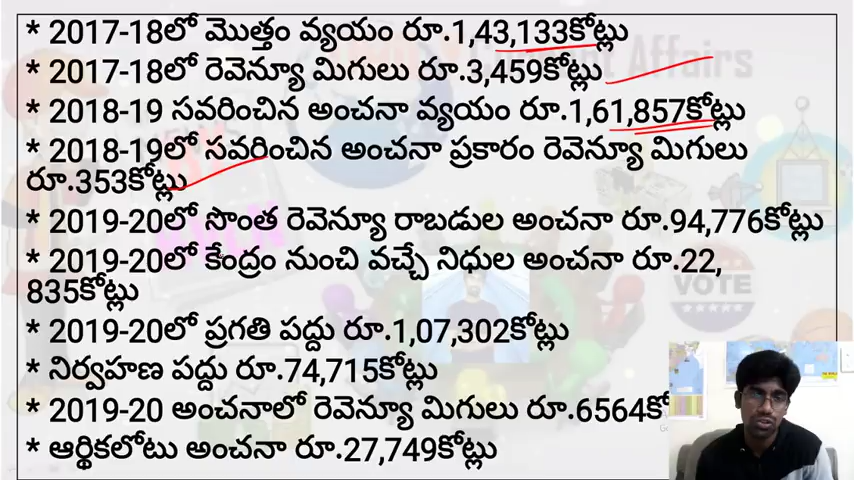 * 2017-18లో మొత్తం వ్యయం రూ.1,43,133కోట్లు
* 2017-18లో రెవెన్యూ మిగులు రూ.3,459కోట్లు
* 2018-19 సవరించిన అంచనా వ్యయం రూ.1,61,857కోట్లు
* 2018-19లో సవరించిన అంచనా ప్రకారం రెవెన్యూ మిగులు
రూ.353కోట్లు
* 2019-20లో సొంత రెవెన్యూ రాబడుల అంచనా రూ.94,776కోట్లు
* 2019-20లో కేంద్రం నుంచి వచ్చే నిధుల అంచనా రూ.22,
835కోట్లు
* 2019-20లో ప్రగతి పద్దు రూ.1,07,302కోట్లు
* నిర్వహణ పద్దు రూ.74,715కోట్లు
* 2019-20 అంచనాలో రెవెన్యూ మిగులు రూ.6564కో
* ఆర్థికలోటు అంచనా రూ.27,749కోట్లు
Affairs
VOTE